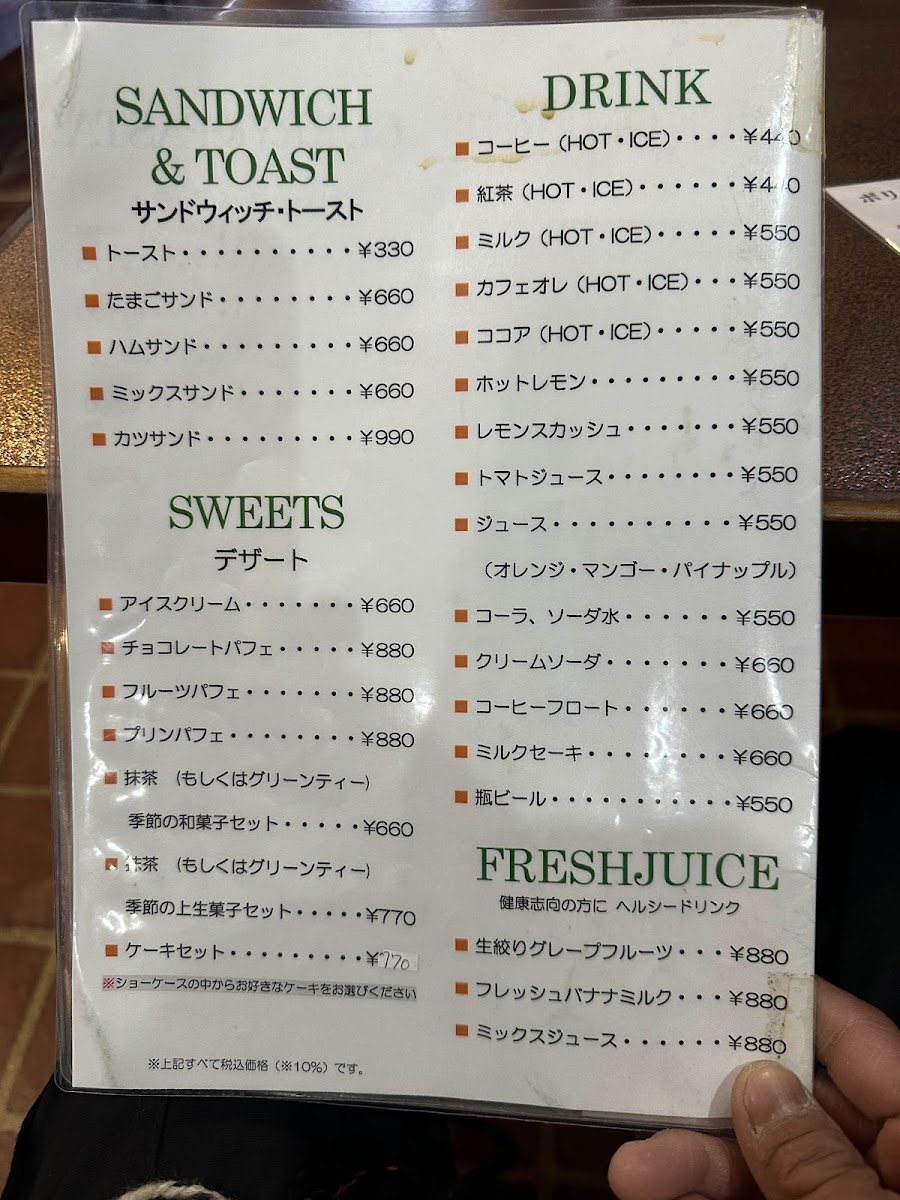 SANDWICH
& TOAST
サンドウィッチ・トースト
■ トースト・・・・・・・・・・¥330
■ たまごサンド・・・・・・・・¥660
■ ハムサンド・・・・・・・・・¥660
■ ミックスサンド・・・・・・・¥660
■ カツサンド・・・・・・・・・¥990
SWEETS
デザート
■ アイスクリーム・・・・・・・¥660
■ チョコレートパフェ・・・・・¥880
■ フルーツパフェ・・・・・・・¥880
■ プリンパフェ・・・・・・・・¥880
■ 抹茶 (もしくはグリーンティー)
季節の和菓子セット・・・・・¥660
■ 抹茶 (もしくはグリーンティー)
季節の上生菓子セット・・・・・¥770
■ ケーキセット・・・・・・・・・¥770
※ショーケースの中からお好きなケーキをお選びください
※上記すべて税込価格(※10%)です。
DRINK
■ コーヒー(HOT・ICE)・・・・¥440
■ 紅茶(HOT・ICE)・・・・・・¥440
■ ミルク(HOT・ICE)・・・・・¥550
■ カフェオレ(HOT・ICE)・・・¥550
■ ココア(HOT・ICE)・・・・・¥550
■ ホットレモン・・・・・・・・・¥550
■ レモンスカッシュ・・・・・・・¥550
■ トマトジュース・・・・・・・・¥550
■ ジュース・・・・・・・・・・・¥550
(オレンジ・マンゴー・パイナップル)
■ コーラ、ソーダ水・・・・・・¥550
■ クリームソーダ・・・・・・・¥660
■ コーヒーフロート・・・・・・¥660
■ ミルクセーキ・・・・・・・・¥660
■ 瓶ビール・・・・・・・・・・¥550
FRESHJUICE
健康志向の方に ヘルシードリンク
■ 生絞りグレープフルーツ・・・¥880
■ フレッシュバナナミルク・・・¥880
■ ミックスジュース・・・・・・¥880
ポリ